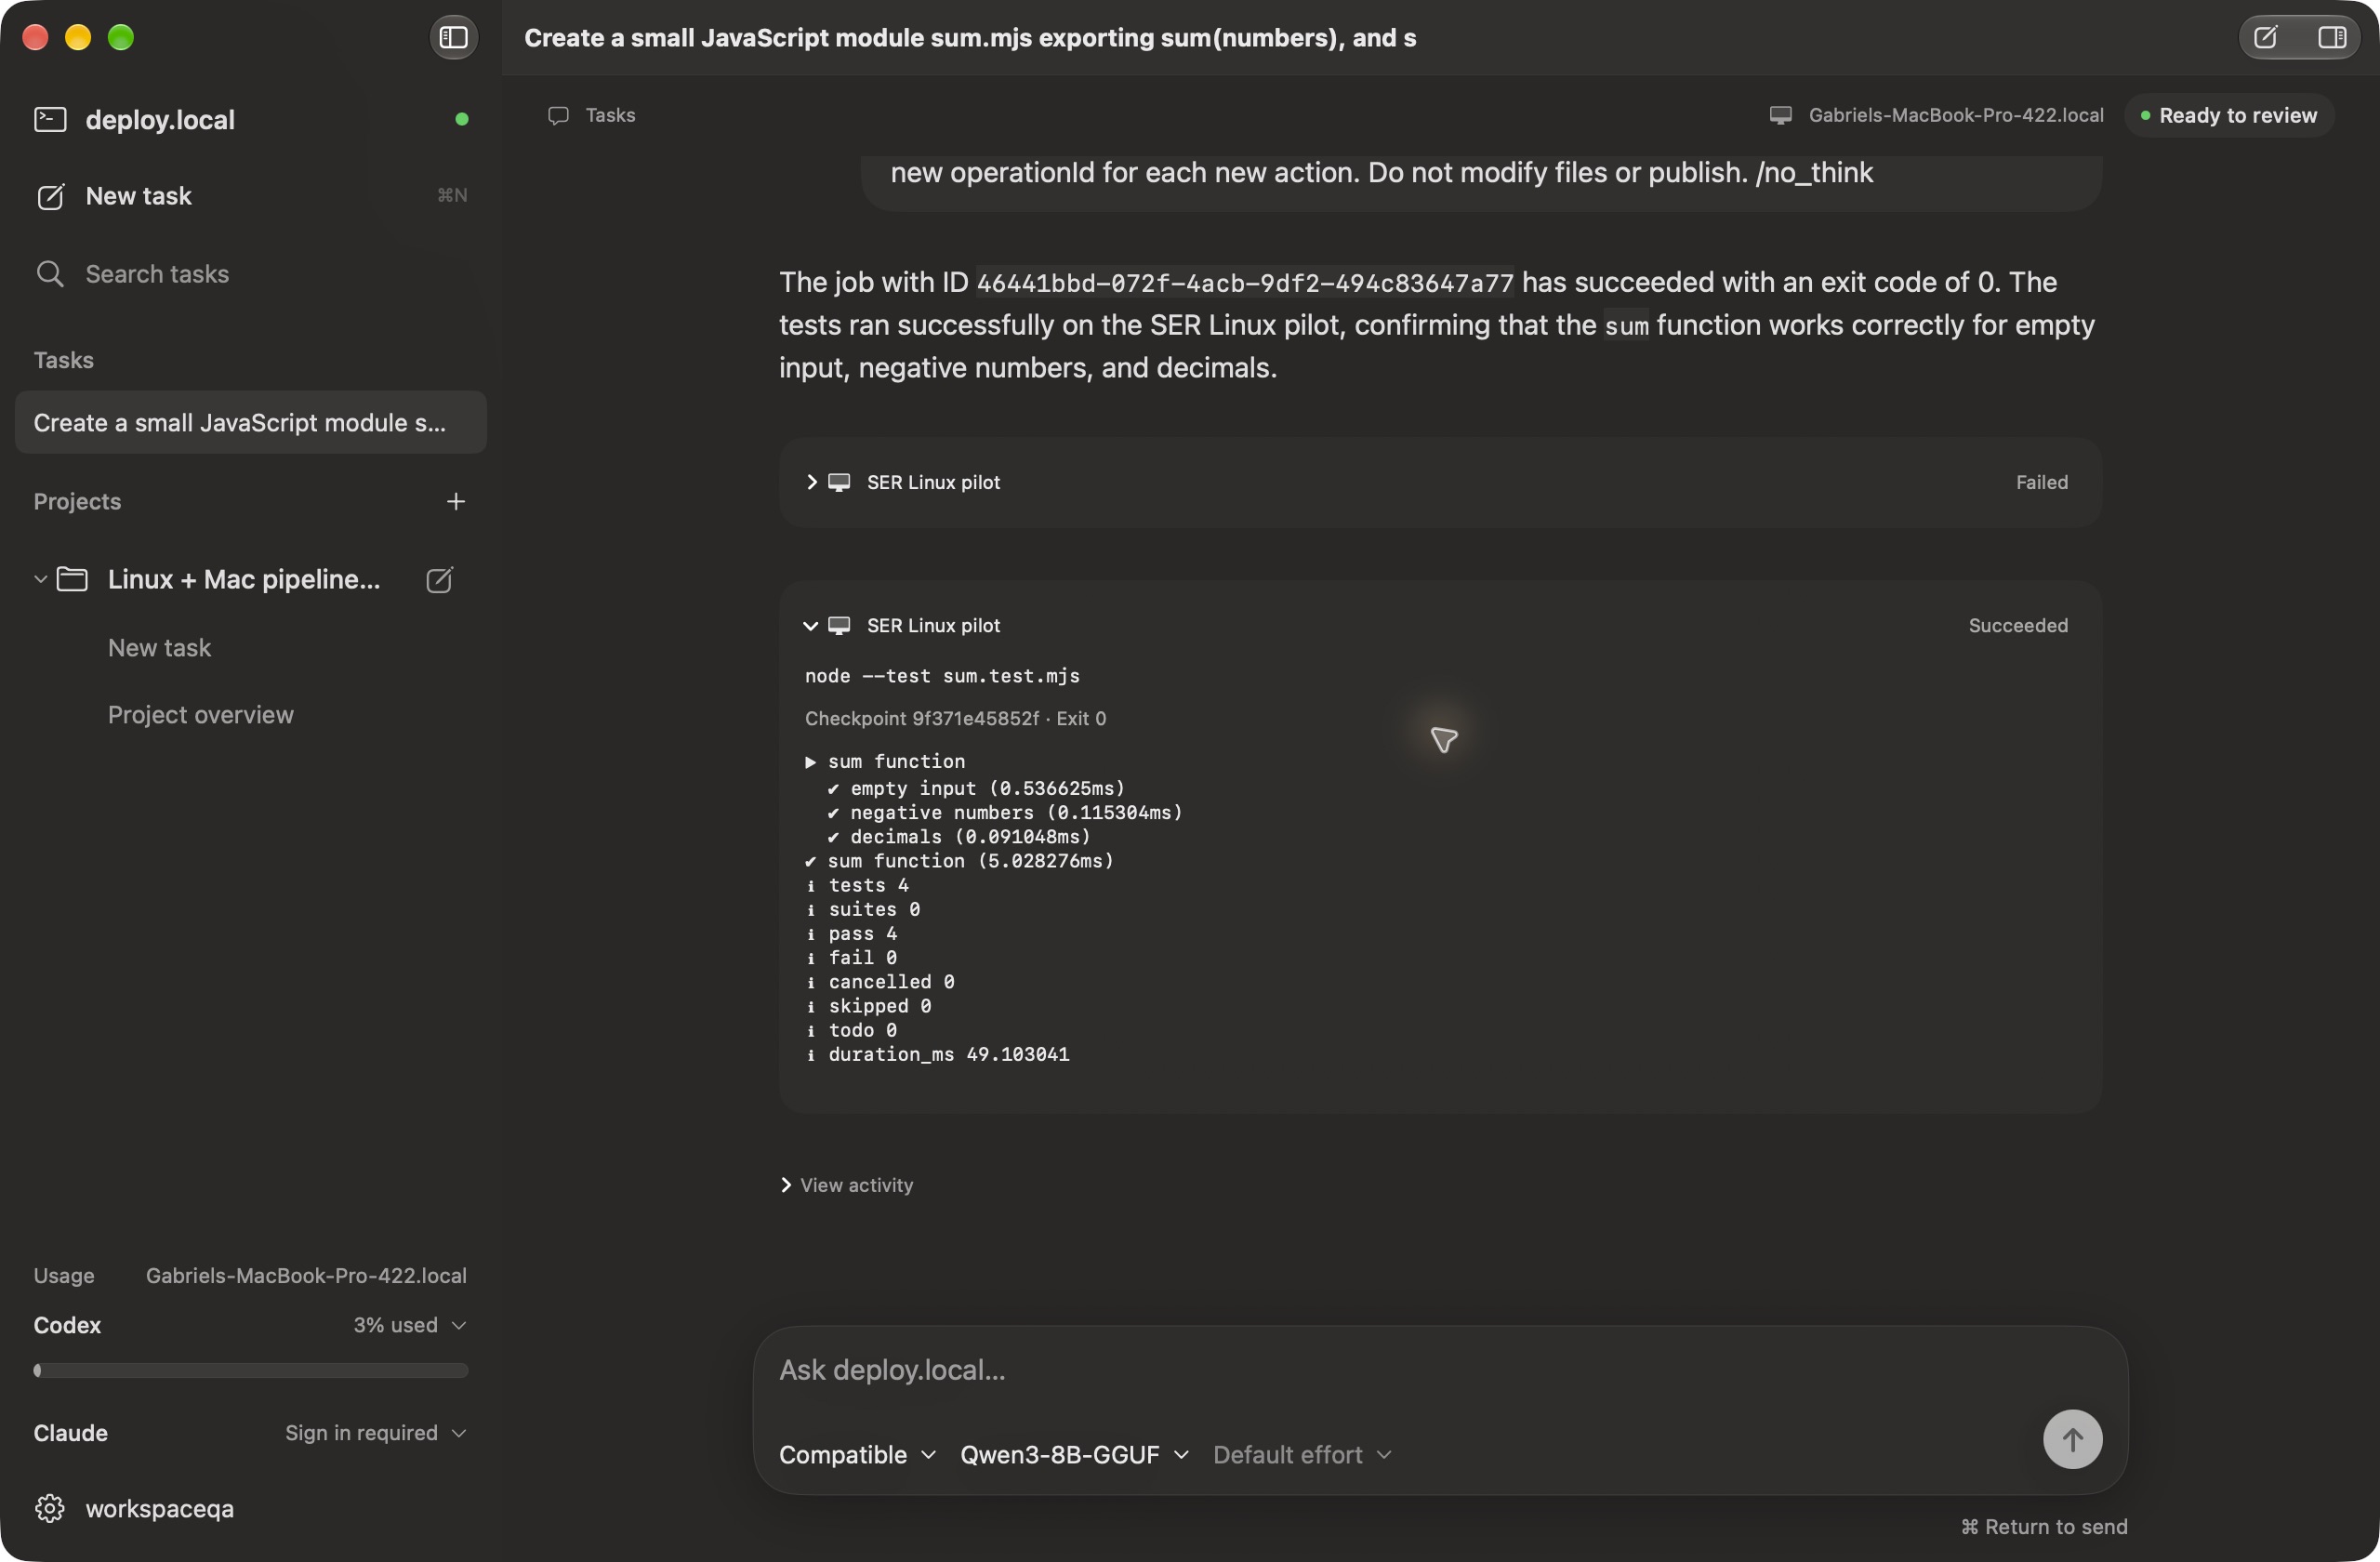 Create a small JavaScript module sum.mjs exporting sum(numbers), and s
deploy.local
New task
⌘N
Search tasks
Tasks
Create a small JavaScript module s...
Projects
Linux + Mac pipeline...
New task
Project overview
Usage
Gabriels-MacBook-Pro-422.local
Codex
3% used
Claude
Sign in required
workspaceqa
Tasks
Gabriels-MacBook-Pro-422.local
Ready to review
new operationId for each new action. Do not modify files or publish. /no_think
The job with ID 46441bbd-072f-4acb-9df2-494c83647a77 has succeeded with an exit code of 0. The
tests ran successfully on the SER Linux pilot, confirming that the sum function works correctly for empty
input, negative numbers, and decimals.
SER Linux pilot
Failed
SER Linux pilot
Succeeded
node --test sum.test.mjs
Checkpoint 9f371e45852f · Exit 0
▶ sum function
✔ empty input (0.536625ms)
✔ negative numbers (0.115304ms)
✔ decimals (0.091048ms)
✔ sum function (5.028276ms)
ℹ tests 4
ℹ suites 0
ℹ pass 4
ℹ fail 0
ℹ cancelled 0
ℹ skipped 0
ℹ todo 0
ℹ duration_ms 49.103041
View activity
Ask deploy.local...
Compatible
Qwen3-8B-GGUF
Default effort
⌘ Return to send